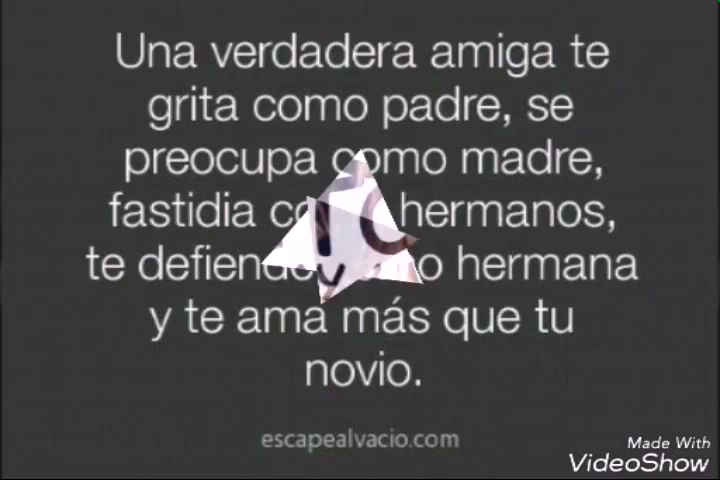 Una verdadera amiga te
grita como padre, se
preocupa como madre,
fastidia hermanos,
te defiende hermana
y te ama más que tu
novio.
escapealvacio.com
Made With
VideoShow